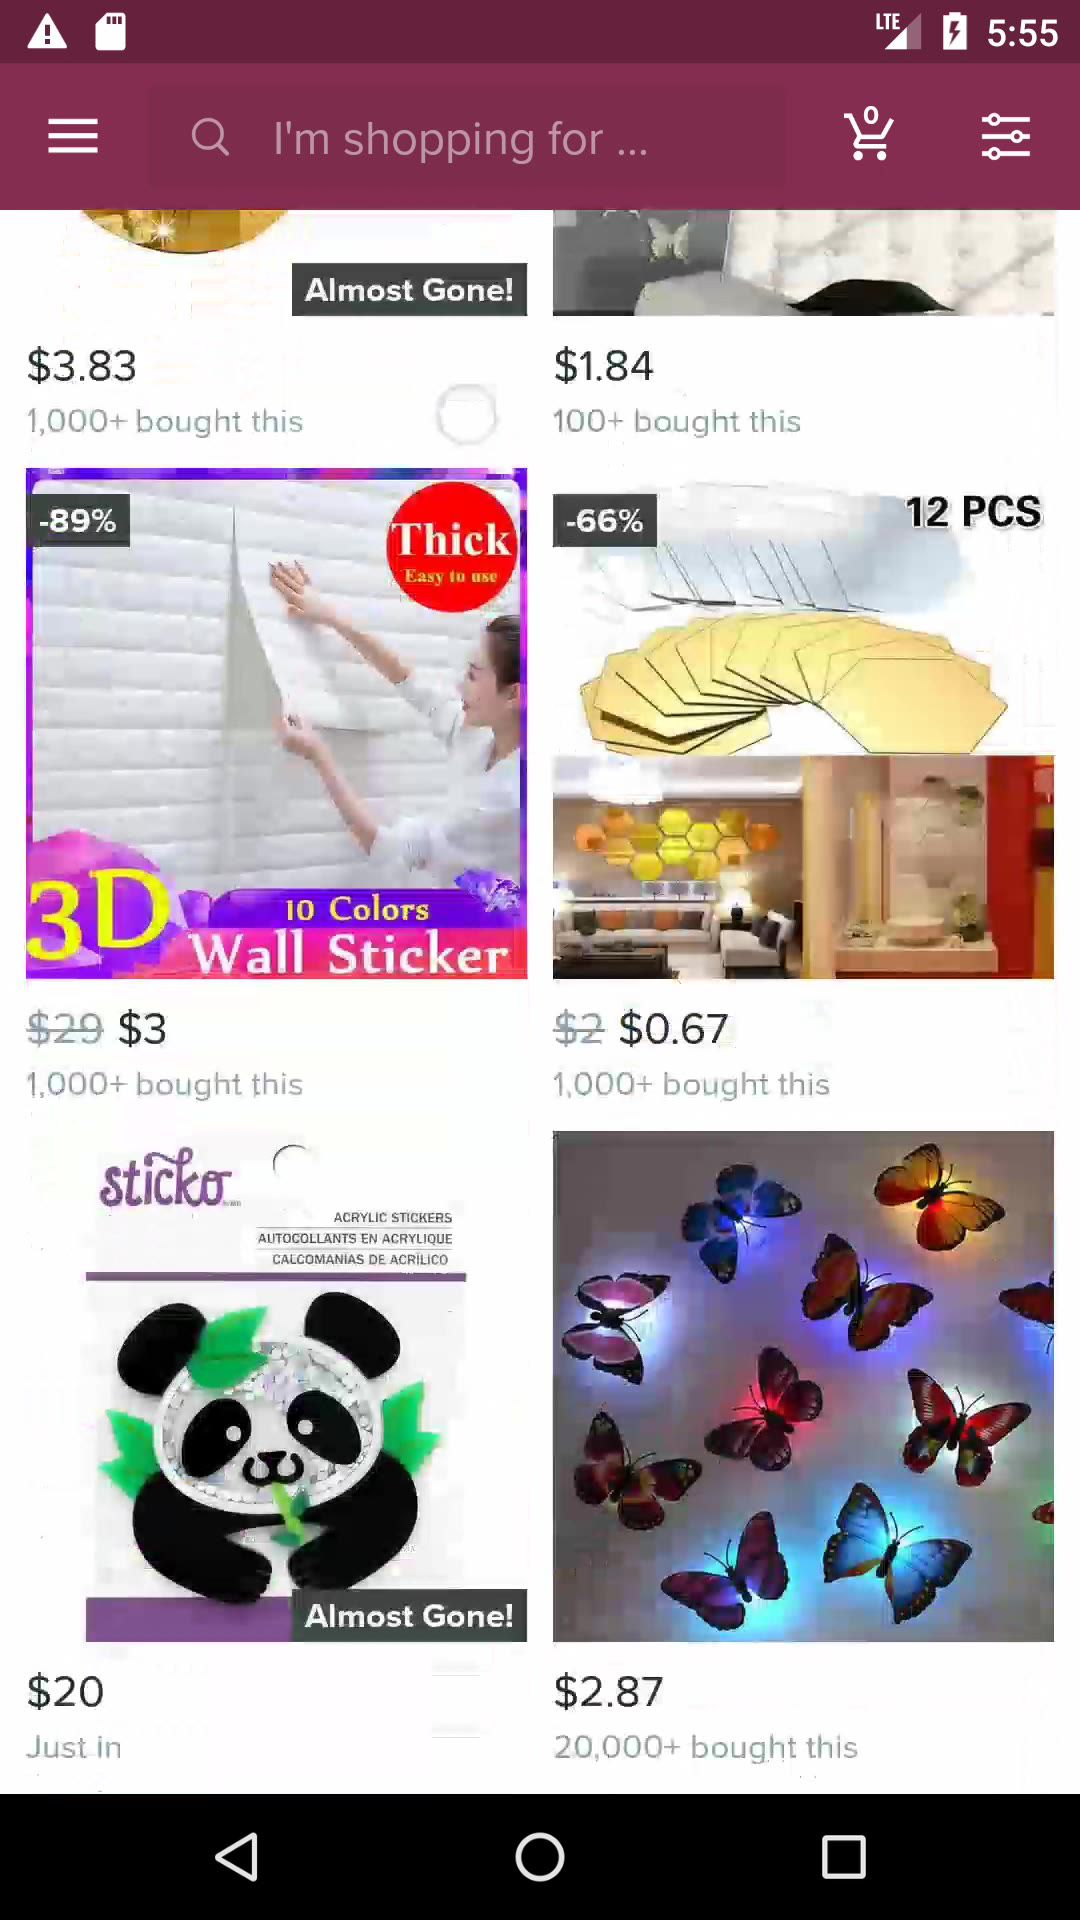 LTE 5:55
I'm shopping for ...
0
Almost Gone!
$3.83
1,000+ bought this
$1.84
100+ bought this
-89%
Thick
Easy to use
3D
10 Colors
Wall Sticker
-66%
12 PCS
$29 $3
1,000+ bought this
$2 $0.67
1,000+ bought this
sticko
ACRYLIC STICKERS
AUTOCOLLANTS EN ACRYLIQUE
CALCOMANÍAS DE ACRÍLICO
Almost Gone!
$20
Just in
$2.87
20,000+ bought this